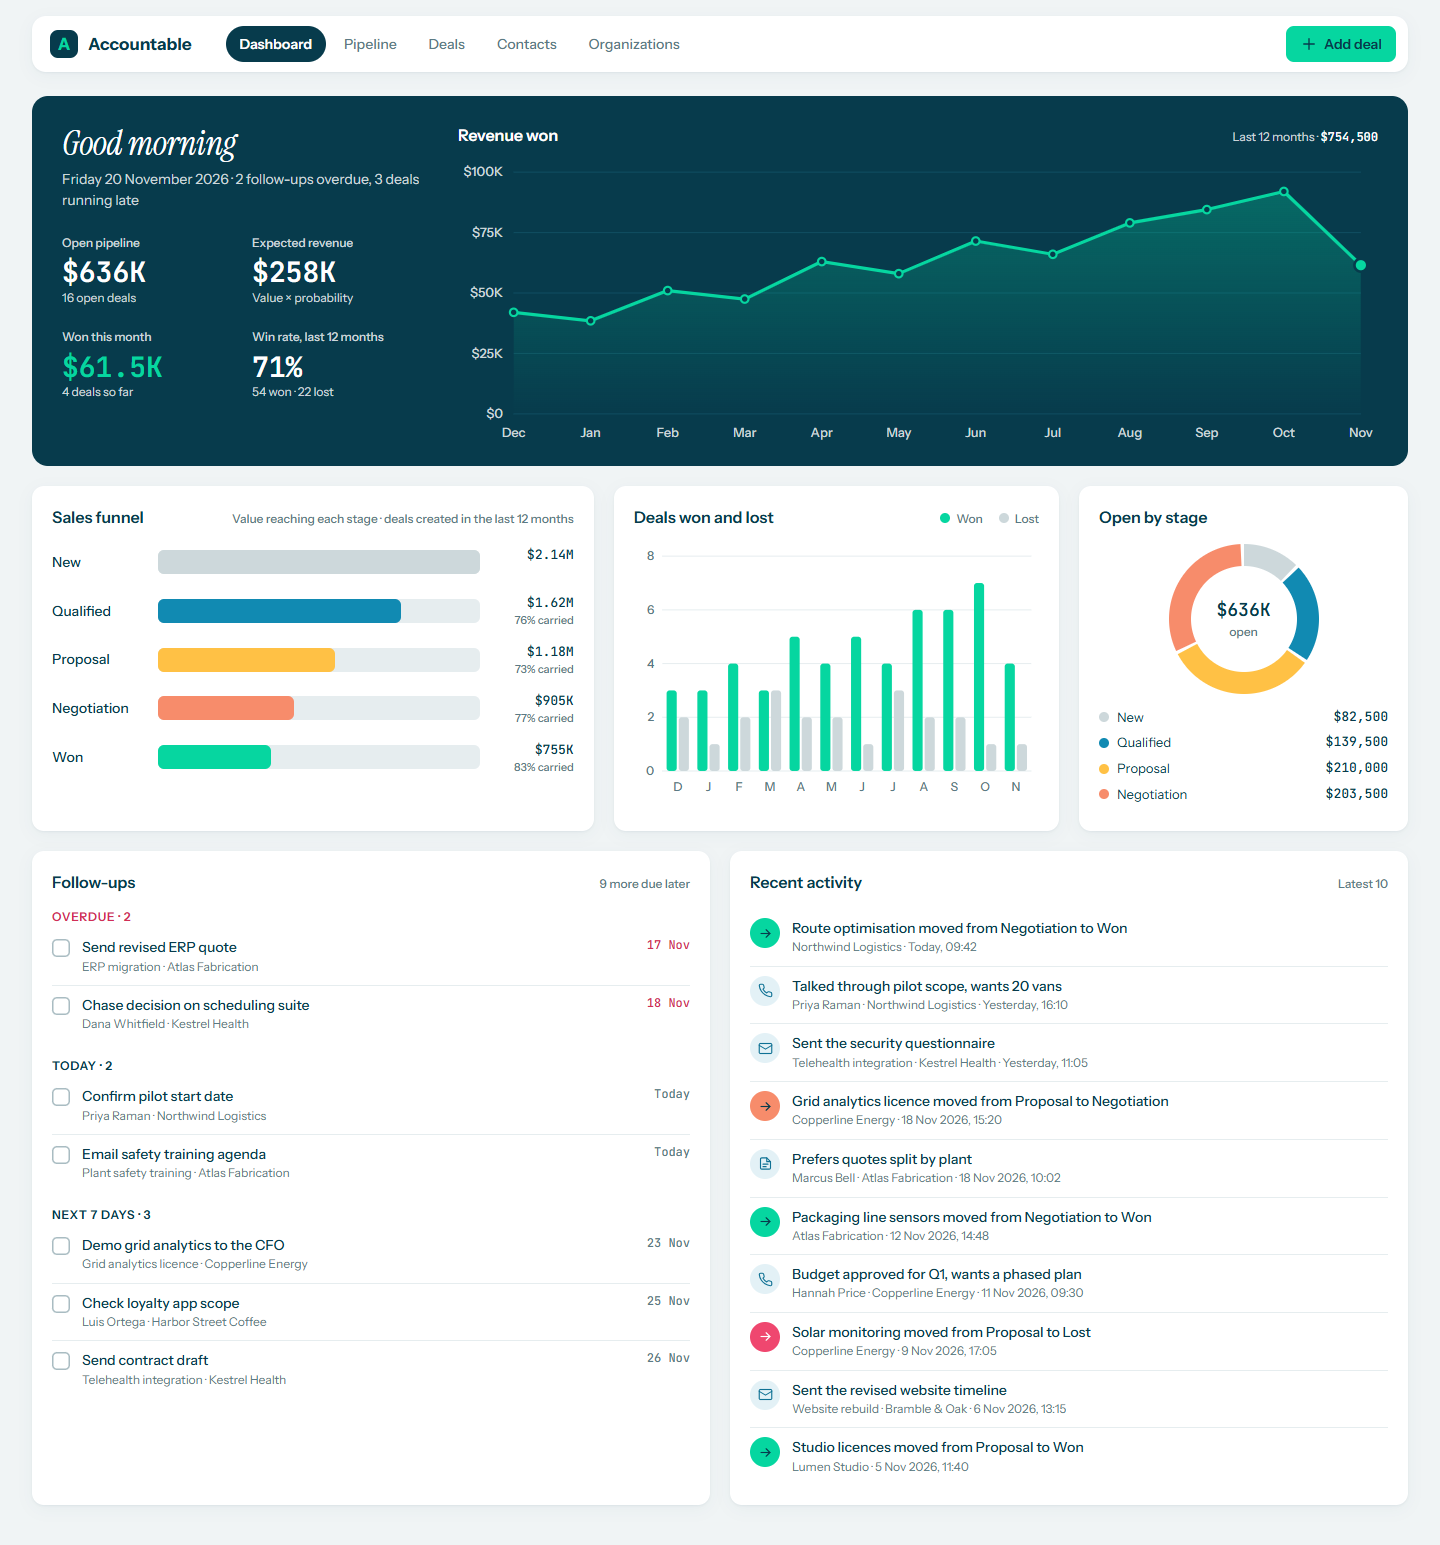 A Accountable Dashboard Pipeline Deals Contacts Organizations + Add deal
Good morning
Friday 20 November 2026 · 2 follow-ups overdue, 3 deals
running late
Open pipeline
$636K
16 open deals
Expected revenue
$258K
Value × probability
Won this month
$61.5K
4 deals so far
Win rate, last 12 months
71%
54 won · 22 lost
Revenue won
Last 12 months · $754,500
$100K
$75K
$50K
$25K
$0
Dec Jan Feb Mar Apr May Jun Jul Aug Sep Oct Nov
Sales funnel
Value reaching each stage · deals created in the last 12 months
New $2.14M
Qualified $1.62M
76% carried
Proposal $1.18M
73% carried
Negotiation $905K
77% carried
Won $755K
83% carried
Deals won and lost
Won Lost
8
6
4
2
0
D J F M A M J J A S O N
Open by stage
$636K
open
New $82,500
Qualified $139,500
Proposal $210,000
Negotiation $203,500
Follow-ups
9 more due later
OVERDUE · 2
Send revised ERP quote 17 Nov
ERP migration · Atlas Fabrication
Chase decision on scheduling suite 18 Nov
Dana Whitfield · Kestrel Health
TODAY · 2
Confirm pilot start date Today
Priya Raman · Northwind Logistics
Email safety training agenda Today
Plant safety training · Atlas Fabrication
NEXT 7 DAYS · 3
Demo grid analytics to the CFO 23 Nov
Grid analytics licence · Copperline Energy
Check loyalty app scope 25 Nov
Luis Ortega · Harbor Street Coffee
Send contract draft 26 Nov
Telehealth integration · Kestrel Health
Recent activity
Latest 10
Route optimisation moved from Negotiation to Won
Northwind Logistics · Today, 09:42
Talked through pilot scope, wants 20 vans
Priya Raman · Northwind Logistics · Yesterday, 16:10
Sent the security questionnaire
Telehealth integration · Kestrel Health · Yesterday, 11:05
Grid analytics licence moved from Proposal to Negotiation
Copperline Energy · 18 Nov 2026, 15:20
Prefers quotes split by plant
Marcus Bell · Atlas Fabrication · 18 Nov 2026, 10:02
Packaging line sensors moved from Negotiation to Won
Atlas Fabrication · 12 Nov 2026, 14:48
Budget approved for Q1, wants a phased plan
Hannah Price · Copperline Energy · 11 Nov 2026, 09:30
Solar monitoring moved from Proposal to Lost
Copperline Energy · 9 Nov 2026, 17:05
Sent the revised website timeline
Website rebuild · Bramble & Oak · 6 Nov 2026, 13:15
Studio licences moved from Proposal to Won
Lumen Studio · 5 Nov 2026, 11:40